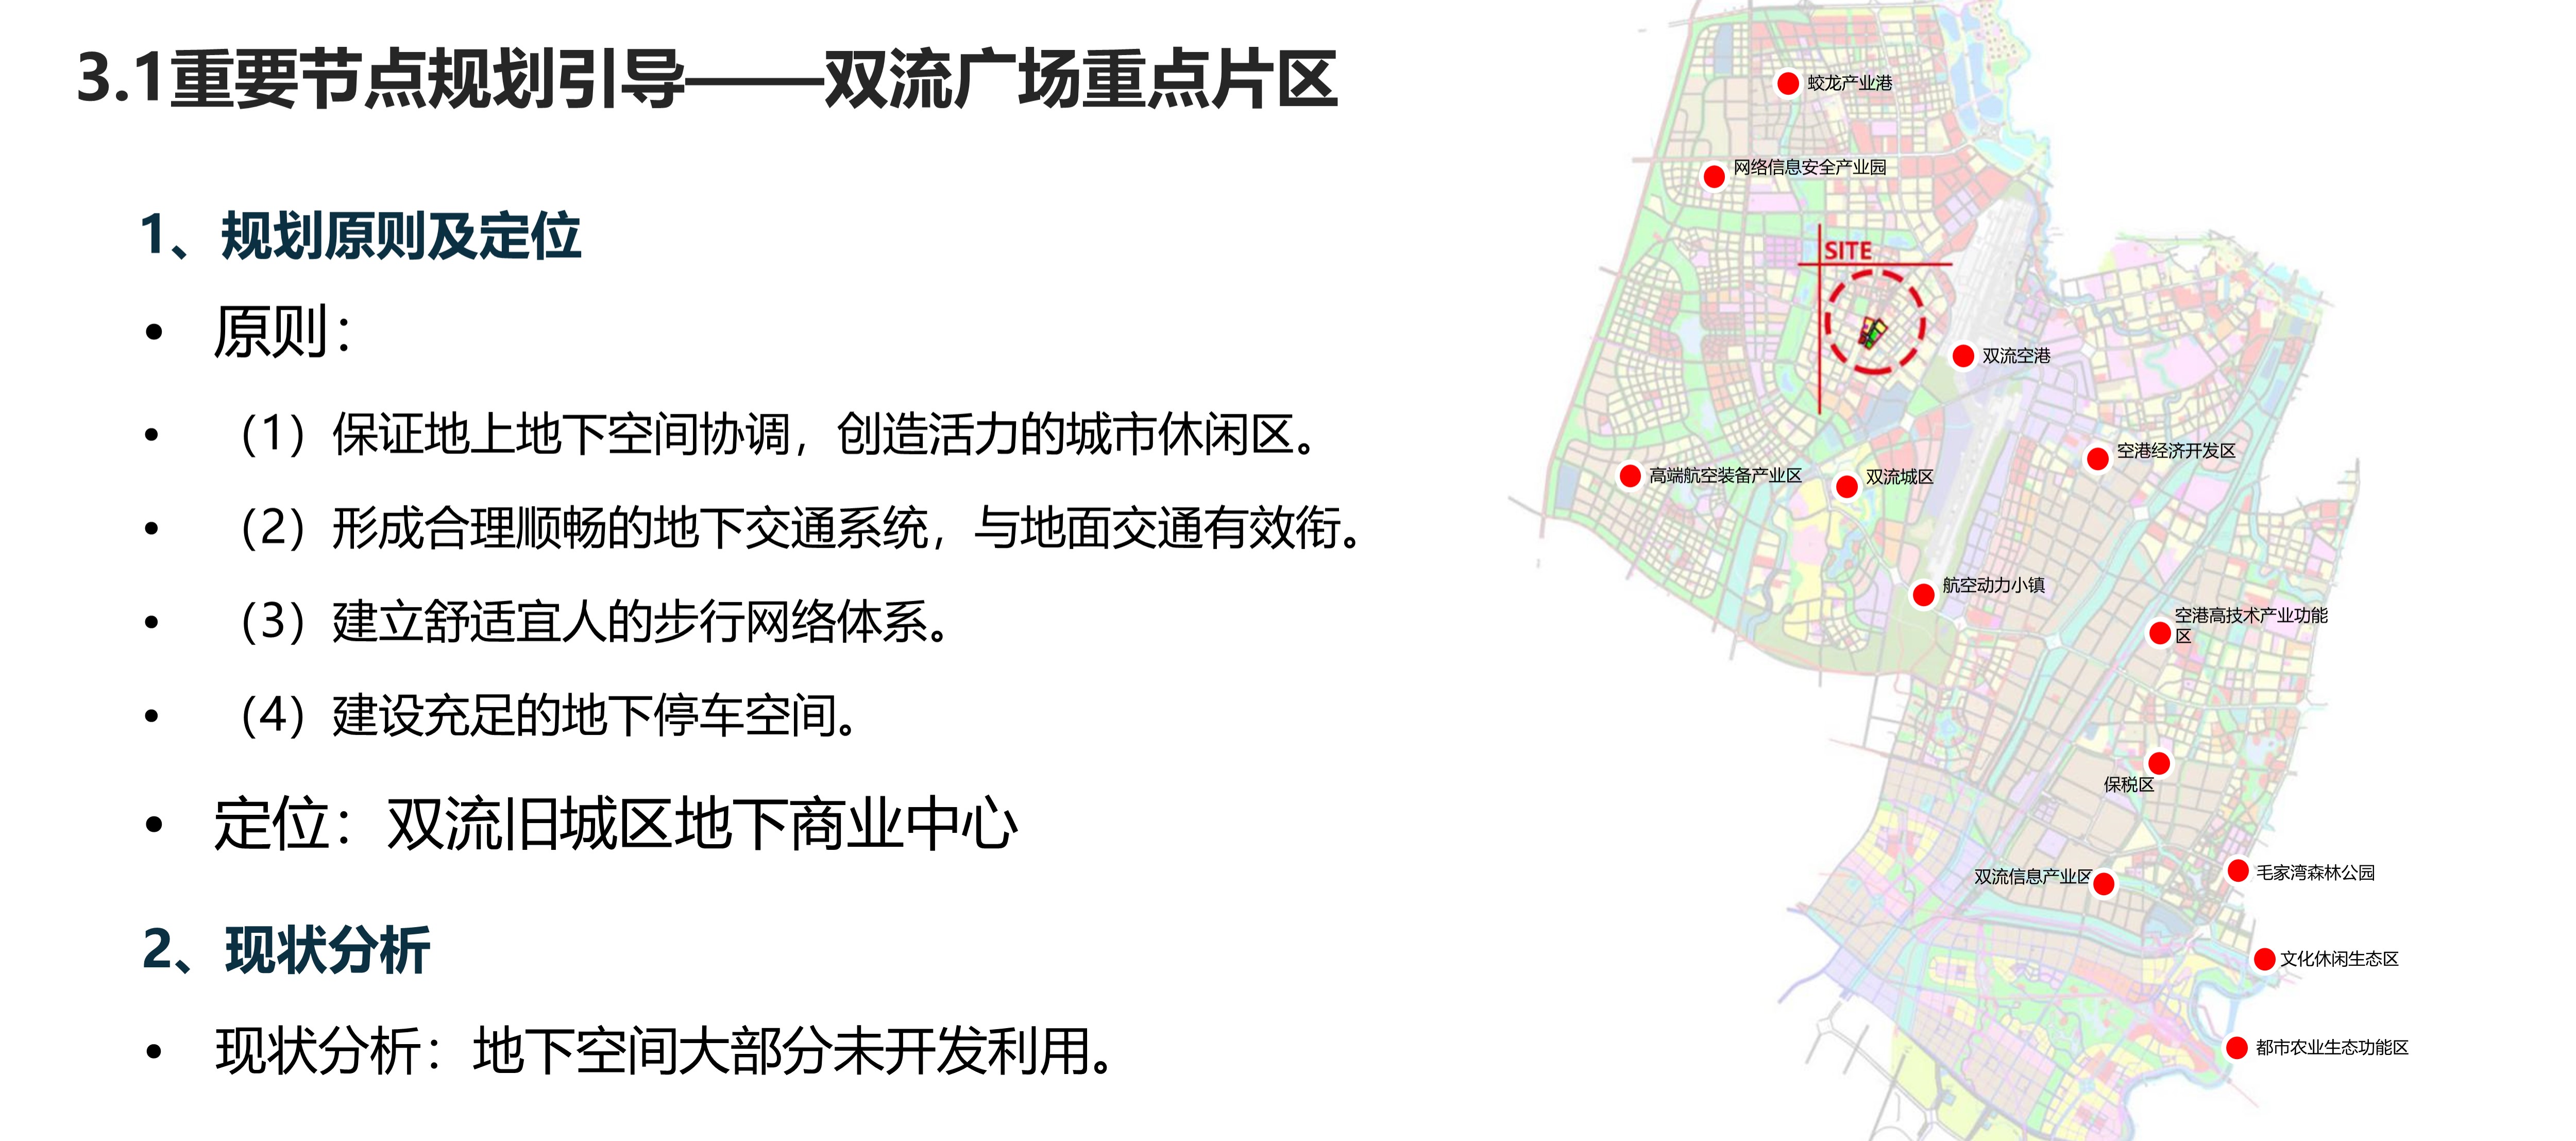 3.1重要节点规划引导——双流广场重点片区
1、规划原则及定位
• 原则：
• （1）保证地上地下空间协调，创造活力的城市休闲区。
• （2）形成合理顺畅的地下交通系统，与地面交通有效衔。
• （3）建立舒适宜人的步行网络体系。
• （4）建设充足的地下停车空间。
• 定位：双流旧城区地下商业中心
2、现状分析
• 现状分析：地下空间大部分未开发利用。
蛟龙产业港
网络信息安全产业园
SITE
双流空港
空港经济开发区
高端航空装备产业区
双流城区
航空动力小镇
空港高技术产业功能
区
保税区
双流信息产业区
毛家湾森林公园
文化休闲生态区
都市农业生态功能区